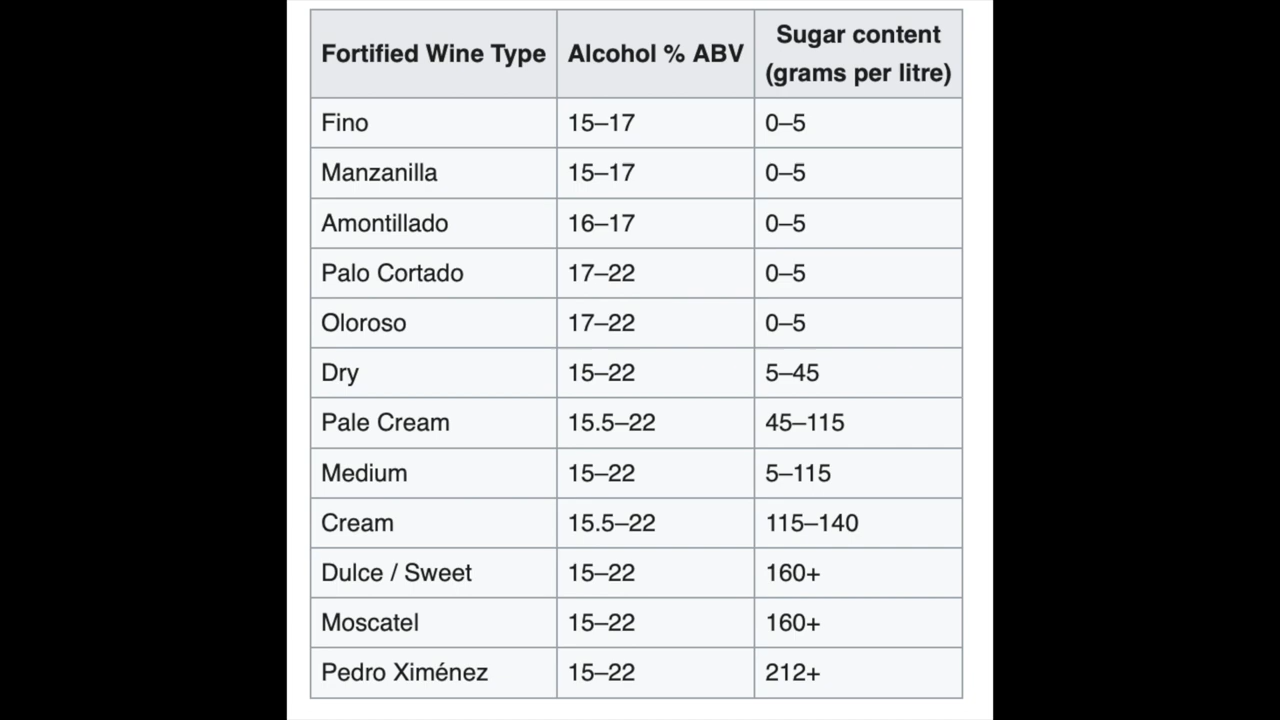 Fortified Wine Type Alcohol % ABV Sugar content
(grams per litre)
Fino 15–17 0–5
Manzanilla 15–17 0–5
Amontillado 16–17 0–5
Palo Cortado 17–22 0–5
Oloroso 17–22 0–5
Dry 15–22 5–45
Pale Cream 15.5–22 45–115
Medium 15–22 5–115
Cream 15.5–22 115–140
Dulce / Sweet 15–22 160+
Moscatel 15–22 160+
Pedro Ximénez 15–22 212+